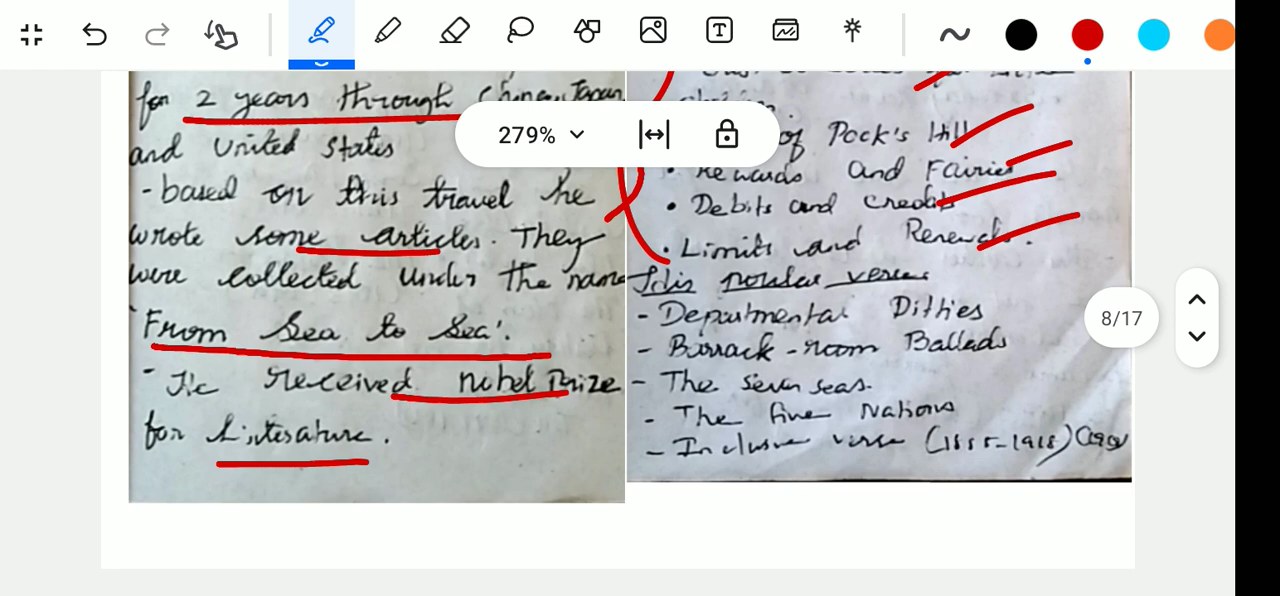 for 2 years through China, Japan
and United States
- based on this travel he
wrote some articles. They
were collected under the name
'From Sea to Sea'.
- He received nobel Prize
for Literature.
of Pock's Hill
• Rewards and Fairies
• Debits and credits
• Limits and Renewals.
His popular verses
- Departmental Ditties
- Barrack-room Ballads
- The seven seas.
- The five Nations
- Inclusive verse (1885-1918)
279%
8/17
T